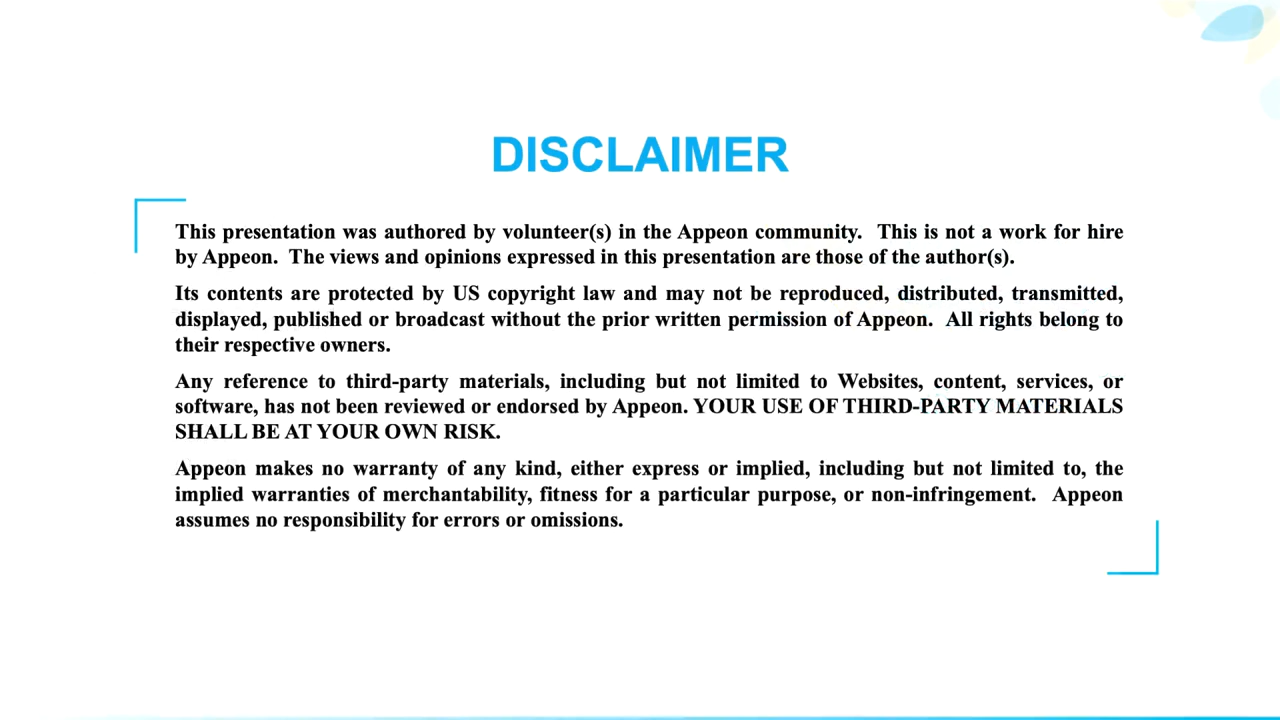 DISCLAIMER
This presentation was authored by volunteer(s) in the Appeon community.  This is not a work for hire
by Appeon.  The views and opinions expressed in this presentation are those of the author(s).
Its contents are protected by US copyright law and may not be reproduced, distributed, transmitted,
displayed, published or broadcast without the prior written permission of Appeon.  All rights belong to
their respective owners.
Any reference to third-party materials, including but not limited to Websites, content, services, or
software, has not been reviewed or endorsed by Appeon. YOUR USE OF THIRD-PARTY MATERIALS
SHALL BE AT YOUR OWN RISK.
Appeon makes no warranty of any kind, either express or implied, including but not limited to, the
implied warranties of merchantability, fitness for a particular purpose, or non-infringement.  Appeon
assumes no responsibility for errors or omissions.